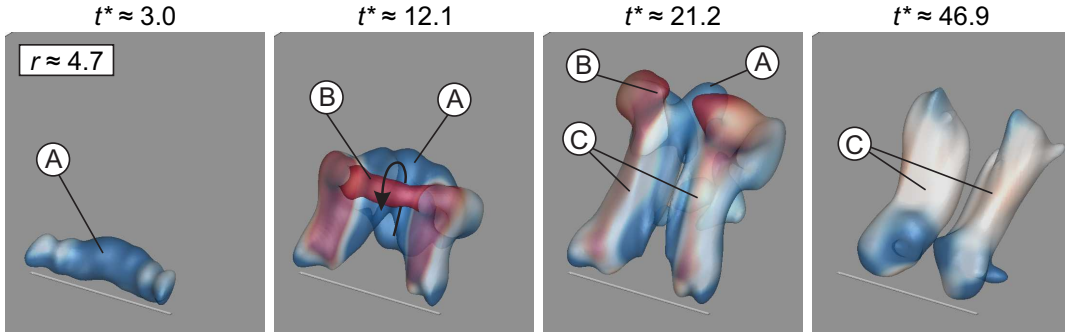 t* ≈ 3.0
t* ≈ 12.1
t* ≈ 21.2
t* ≈ 46.9
r ≈ 4.7
A
B
A
C
B
A
C